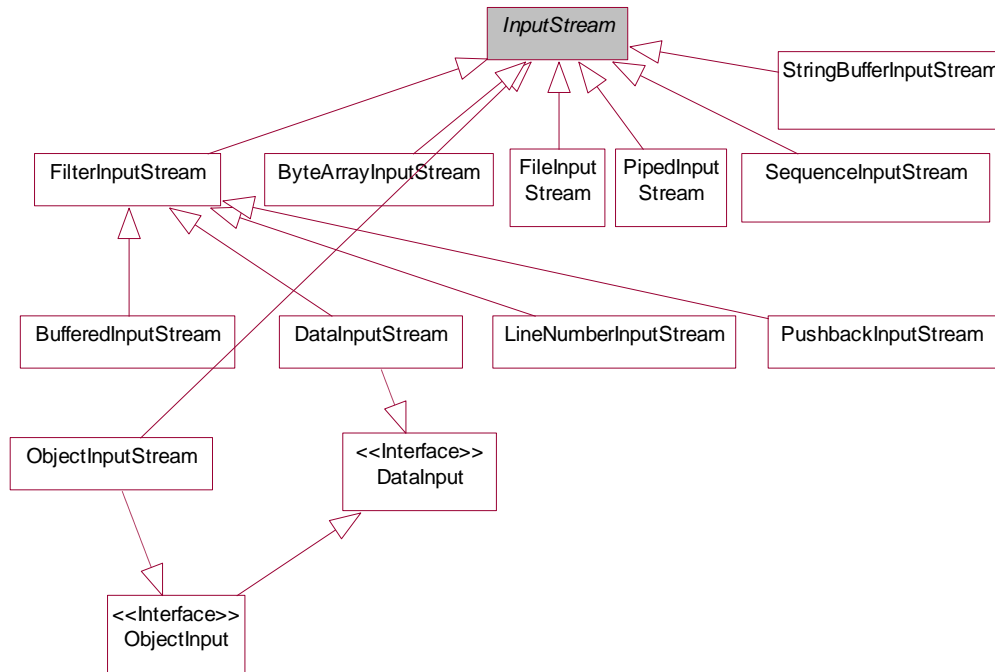 InputStream
StringBufferInputStream
FilterInputStream
ByteArrayInputStream
FileInput
Stream
PipedInput
Stream
SequenceInputStream
BufferedInputStream
DataInputStream
LineNumberInputStream
PushbackInputStream
ObjectInputStream
<<Interface>>
DataInput
<<Interface>>
ObjectInput